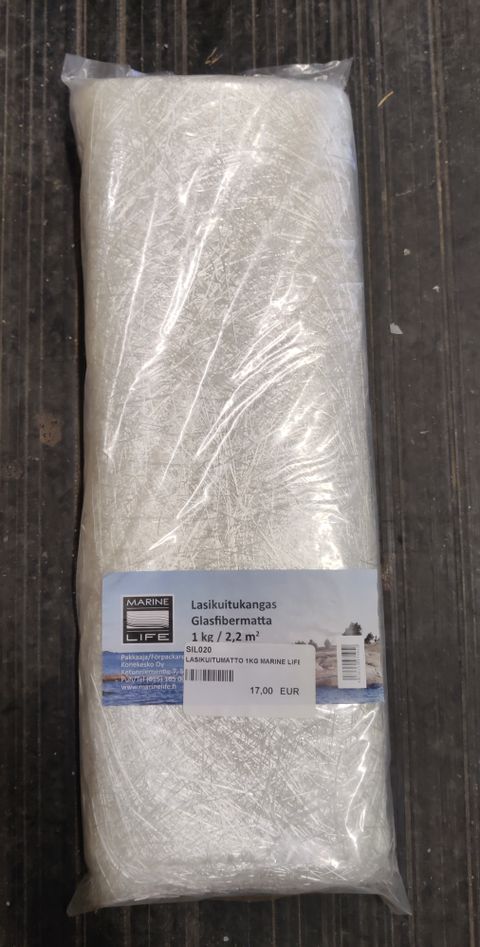 MARINE
LIFE
Lasikuitukangas
Glasfibermatta
1 kg / 2,2 m²
Pakkaaja/Förpackare
Konekesko Oy
www.marinelife.fi
SIL020
LASIKUITUMATTO 1KG MARINE LIFE
17,00 EUR